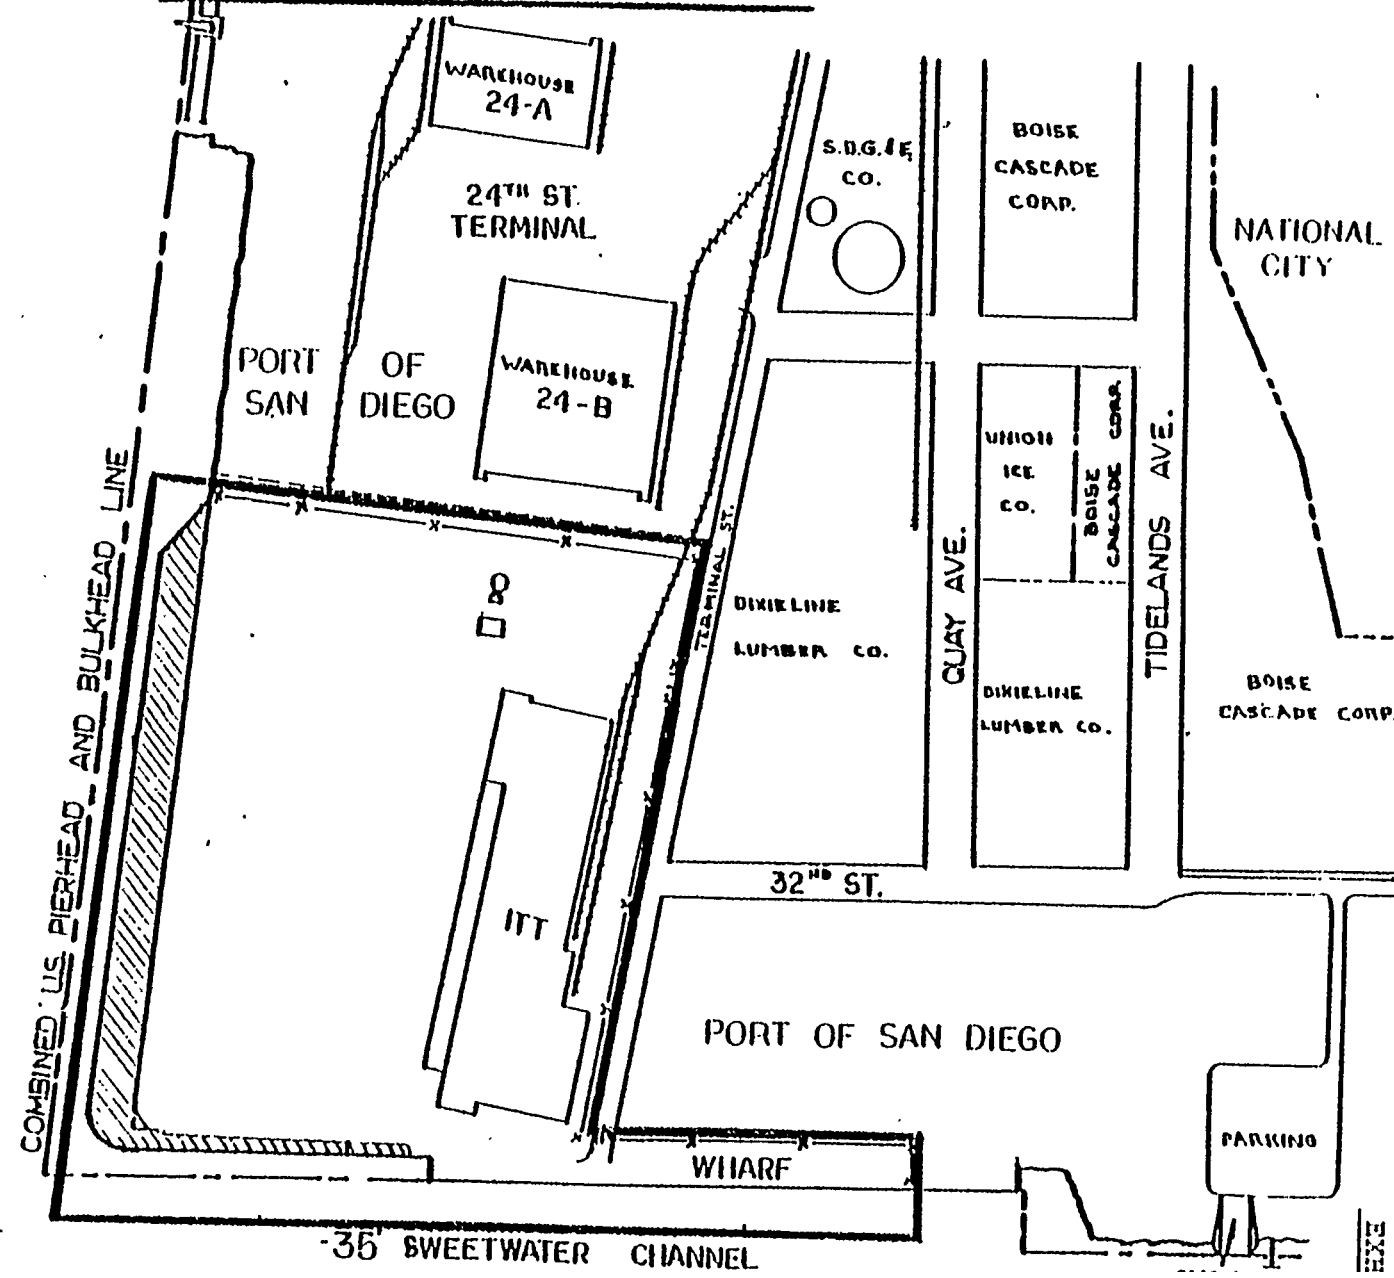 WAREHOUSE
24-A
24TH ST.
TERMINAL
S.D.G.&E.
CO.
BOISE
CASCADE
CORP.
NATIONAL
CITY
PORT OF
SAN DIEGO
WAREHOUSE
24-B
UNION
ICE
CO.
BOISE
CASCADE CORP
TIDELANDS AVE.
QUAY AVE.
TERMINAL ST.
COMBINED U.S. PIERHEAD AND BULKHEAD LINE
DIXIELINE
LUMBER CO.
DIXIELINE
LUMBER CO.
BOISE
CASCADE CORP.
32ND ST.
ITT
PORT OF SAN DIEGO
PARKING
WHARF
-35' SWEETWATER CHANNEL